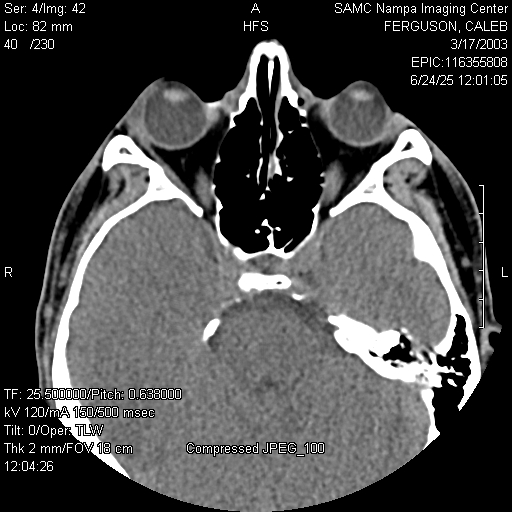 Ser: 4/Img: 42
Loc: 82 mm
40 /230
A
HFS
SAMC Nampa Imaging Center
FERGUSON, CALEB
3/17/2003
EPIC:116355808
6/24/25 12:01:05
R
L
TF: 25.500000/Pitch: 0.638000
kV 120/mA 150/500 msec
Tilt: 0/Oper: TLW
Thk 2 mm/FOV 18 cm
12:04:26
Compressed JPEG_100